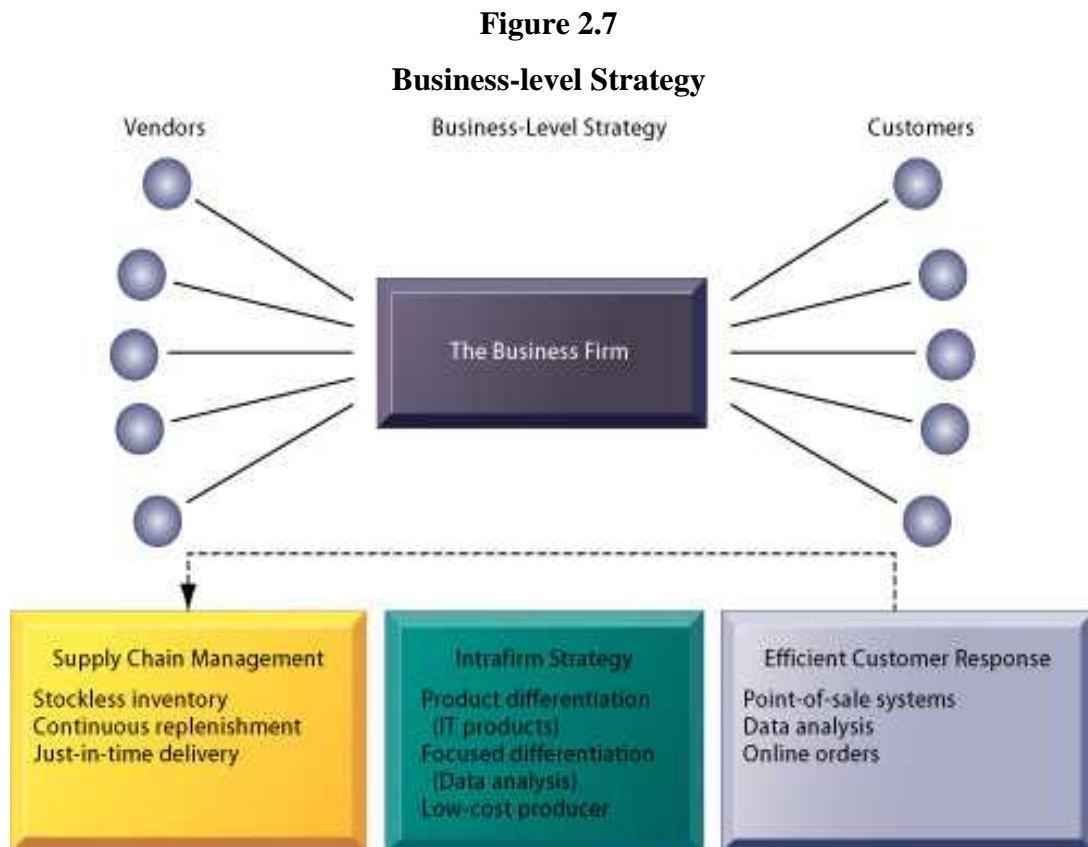 Figure 2.7
Business-level Strategy
Vendors
Business-Level Strategy
Customers
The Business Firm
Supply Chain Management
Stockless inventory
Continuous replenishment
Just-in-time delivery
Intrafirm Strategy
Product differentiation
(IT products)
Focused differentiation
(Data analysis)
Low-cost producer
Efficient Customer Response
Point-of-sale systems
Data analysis
Online orders